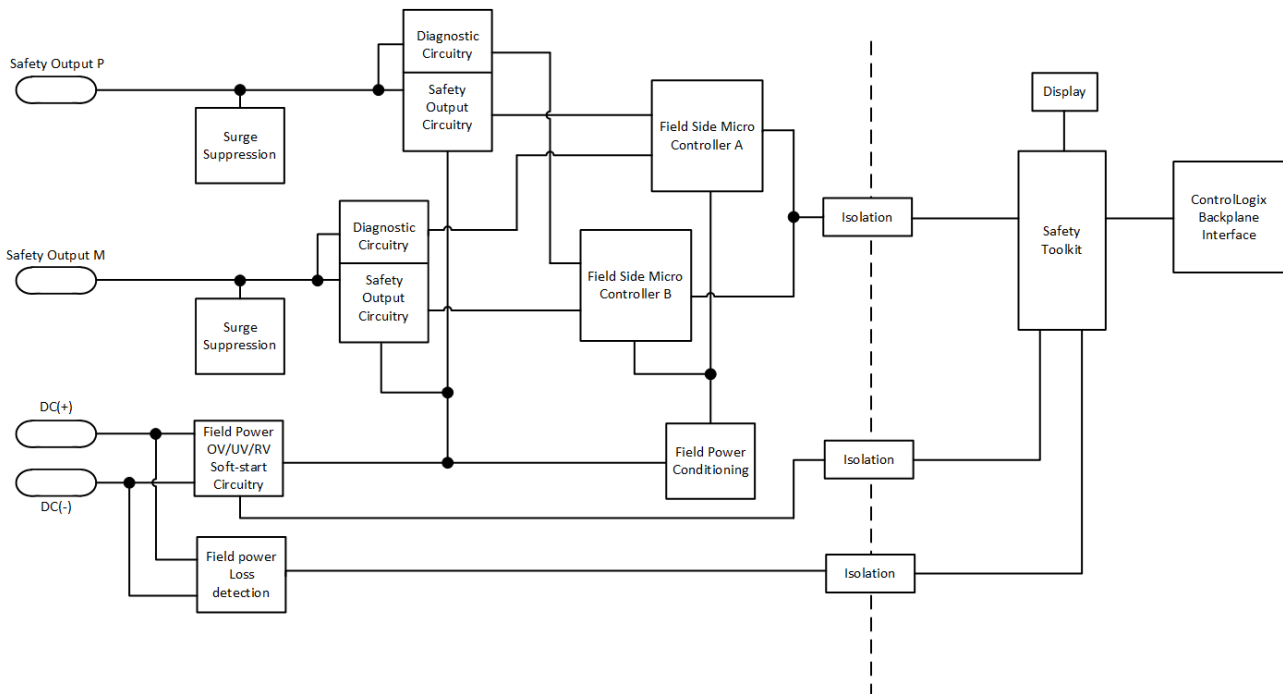 Safety Output P
Surge
Suppression
Diagnostic
Circuitry
Safety
Output
Circuitry
Field Side Micro
Controller A
Display
Isolation
Safety
Toolkit
ControlLogix
Backplane
Interface
Safety Output M
Surge
Suppression
Diagnostic
Circuitry
Safety
Output
Circuitry
Field Side Micro
Controller B
DC(+)
DC(-)
Field Power
OV/UV/RV
Soft-start
Circuitry
Field Power
Conditioning
Isolation
Field power
Loss
detection
Isolation